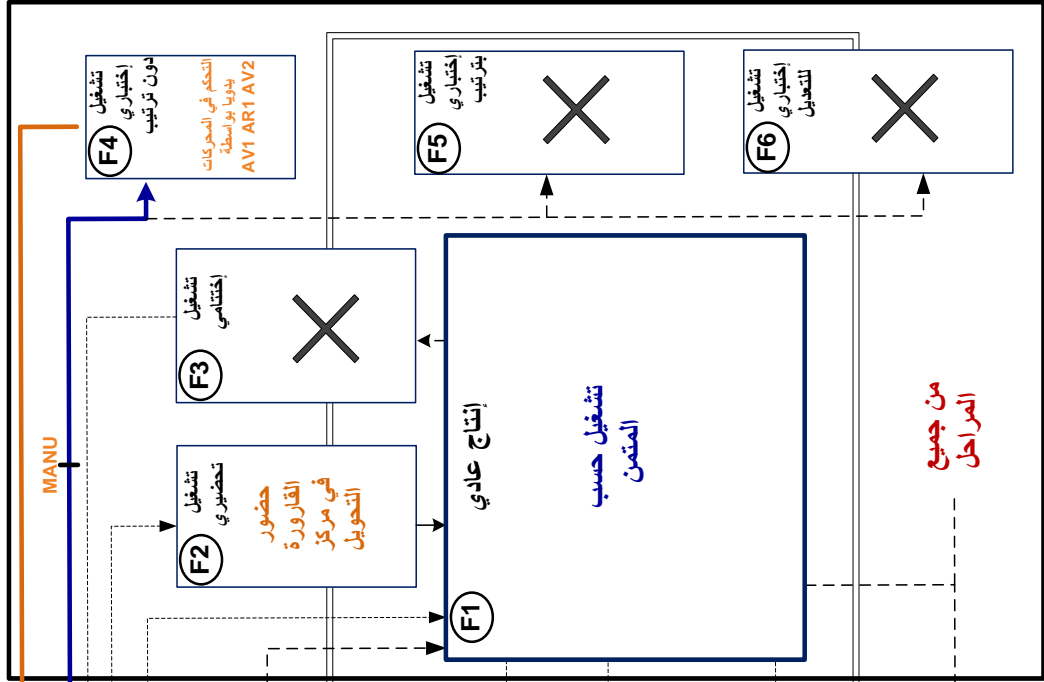 F4
تشغيل
إختباري
دون ترتيب
التحكم في المحركات
يدويا بواسطة
AV1 AR1 AV2
F5
تشغيل
إختباري
بترتيب
F6
تشغيل
إختباري
للتعديل
MANU
F3
تشغيل
إختتامي
F2
تشغيل
تحضيري
حضور
القارورة
في مركز
التحويل
F1
إنتاج عادي
تشغيل حسب
المتمن
من جميع
المراحل